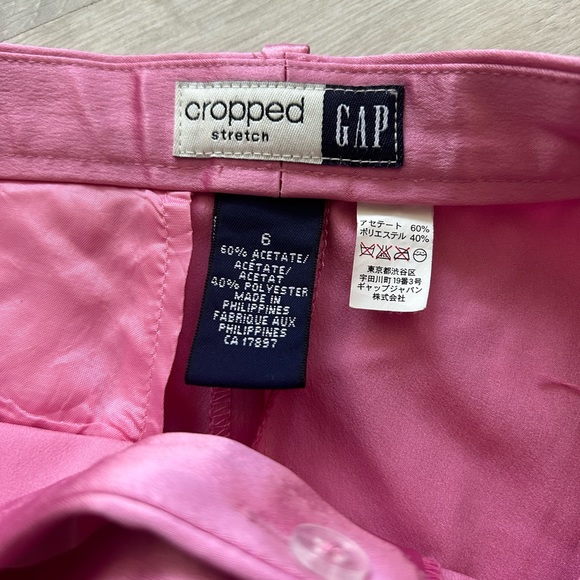 cropped
stretch
GAP
6
60% ACETATE/
ACETATE/
ACETAT
40% POLYESTER
MADE IN
PHILIPPINES
FABRIQUE AUX
PHILIPPINES
CA 17897
アセテート 60%
ポリエステル 40%
東京都渋谷区
宇田川町19番3号
ギャップジャパン
株式会社